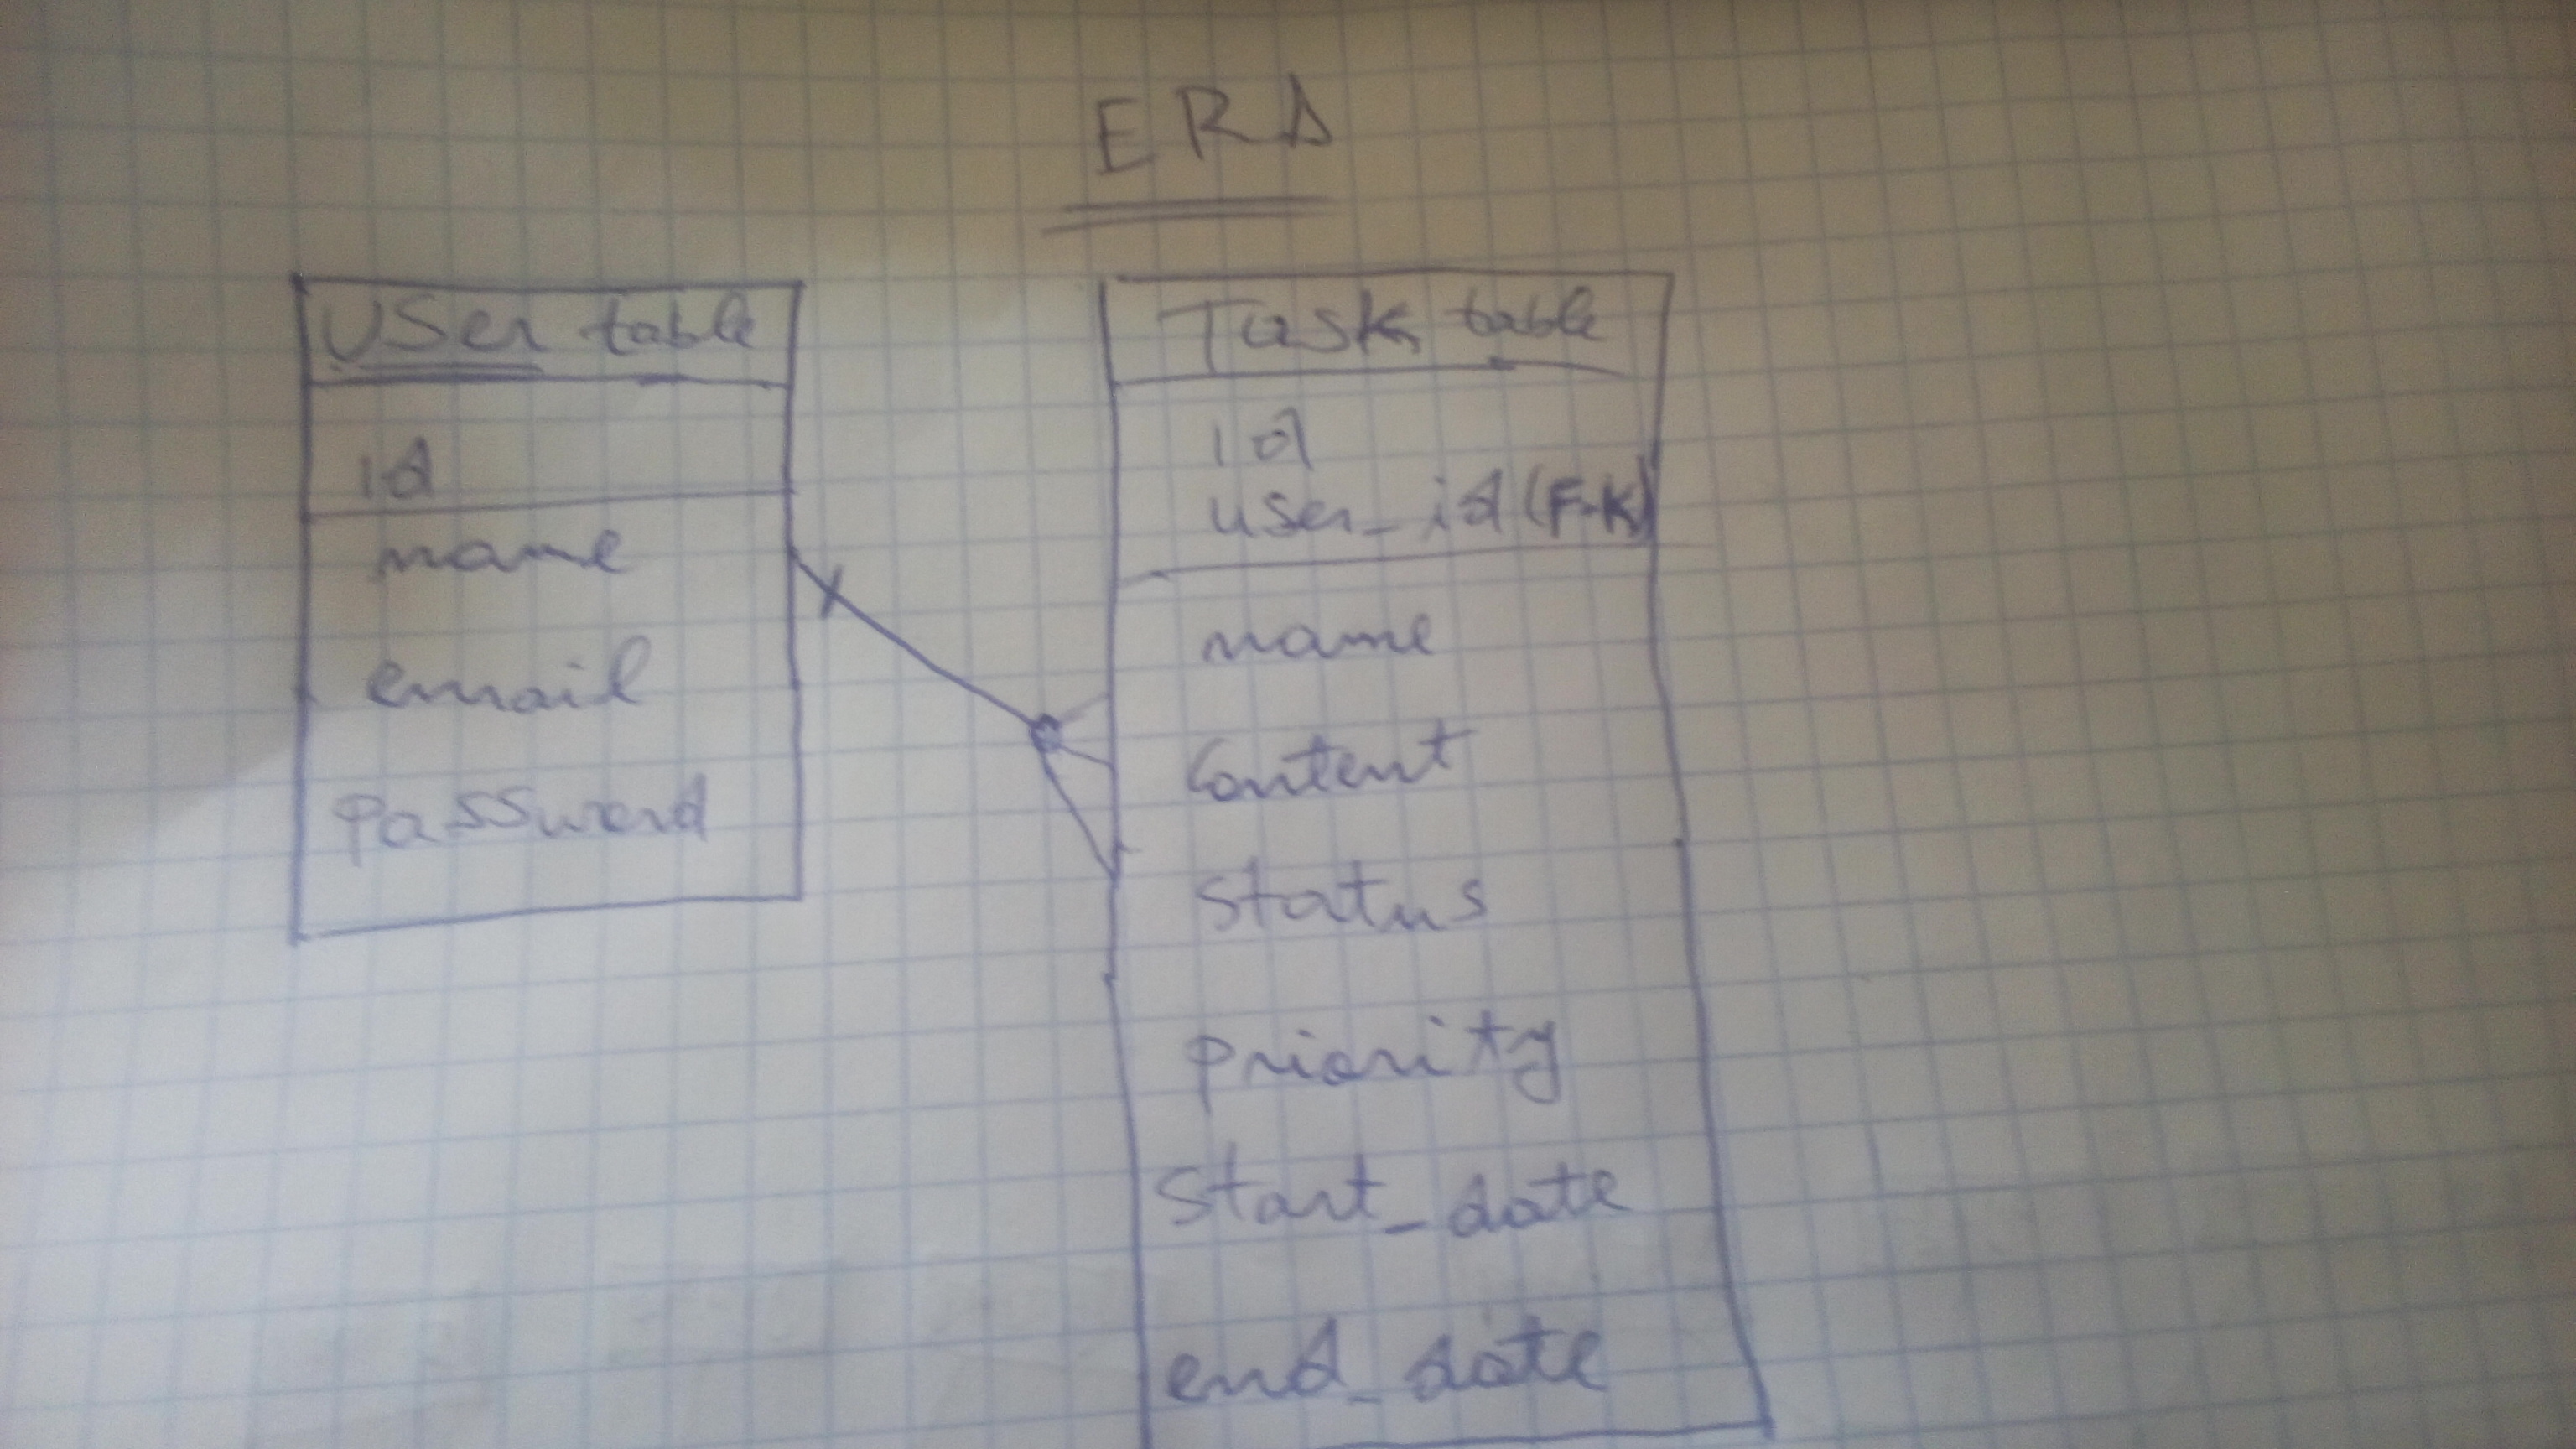 ERD
User table
id
name
email
password
Task table
id
user_id (F.K)
name
Content
status
priority
start_date
end_date